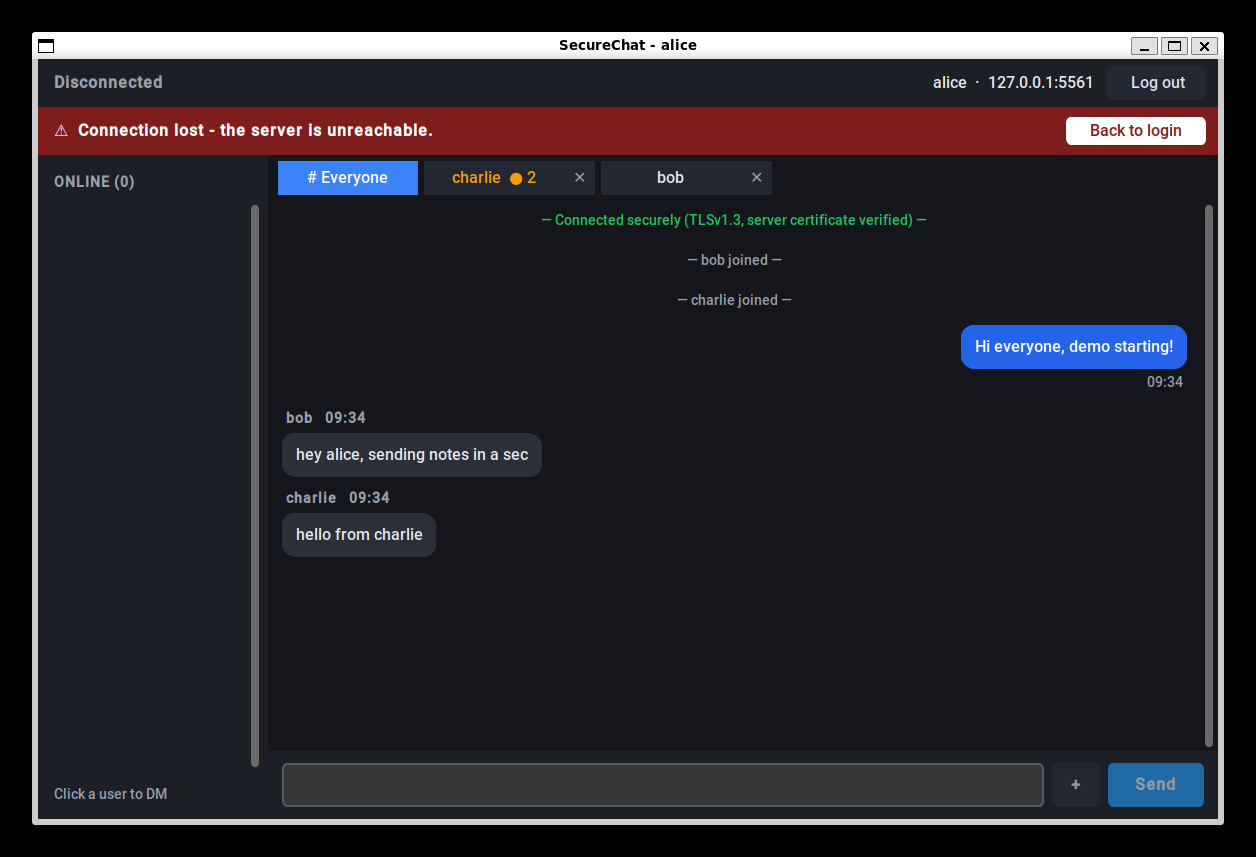 SecureChat - alice
Disconnected
alice · 127.0.0.1:5561
Log out
⚠ Connection lost - the server is unreachable.
Back to login
ONLINE (0)
# Everyone
charlie ● 2 ✕
bob ✕
— Connected securely (TLSv1.3, server certificate verified) —
— bob joined —
— charlie joined —
Hi everyone, demo starting!
09:34
bob 09:34
hey alice, sending notes in a sec
charlie 09:34
hello from charlie
Click a user to DM
+
Send